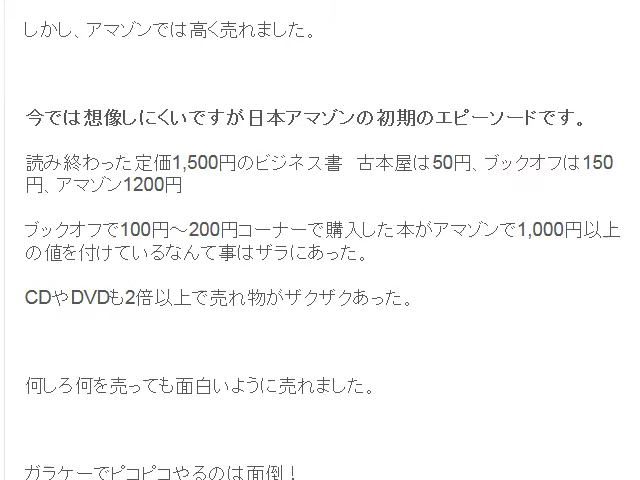 しかし、アマゾンでは高く売れました。
今では想像しにくいですが日本アマゾンの初期のエピーソードです。
読み終わった定価1,500円のビジネス書　古本屋は50円、ブックオフは150
円、アマゾン1200円
ブックオフで100円～200円コーナーで購入した本がアマゾンで1,000円以上
の値を付けているなんて事はザラにあった。
CDやDVDも2倍以上で売れ物がザクザクあった。
何しろ何を売っても面白いように売れました。
ガラケーでピコピコやるのは面倒！